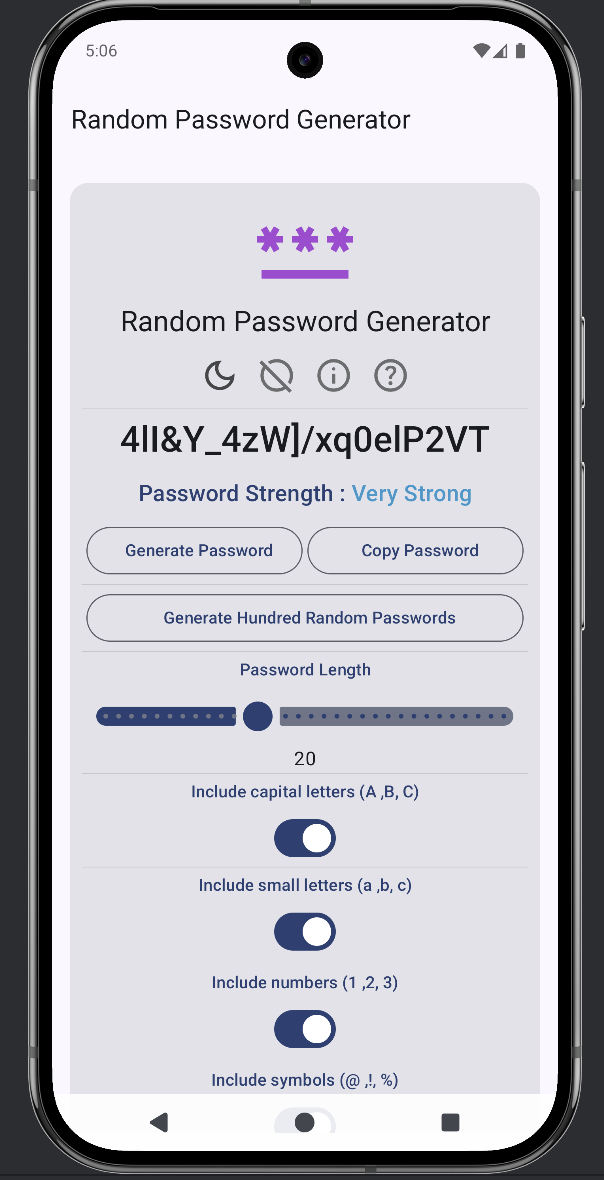 5:06
Random Password Generator
***
Random Password Generator
4lI&Y_4zW]/xq0elP2VT
Password Strength : Very Strong
Generate Password
Copy Password
Generate Hundred Random Passwords
Password Length
20
Include capital letters (A ,B, C)
Include small letters (a ,b, c)
Include numbers (1 ,2, 3)
Include symbols (@ ,!, %)